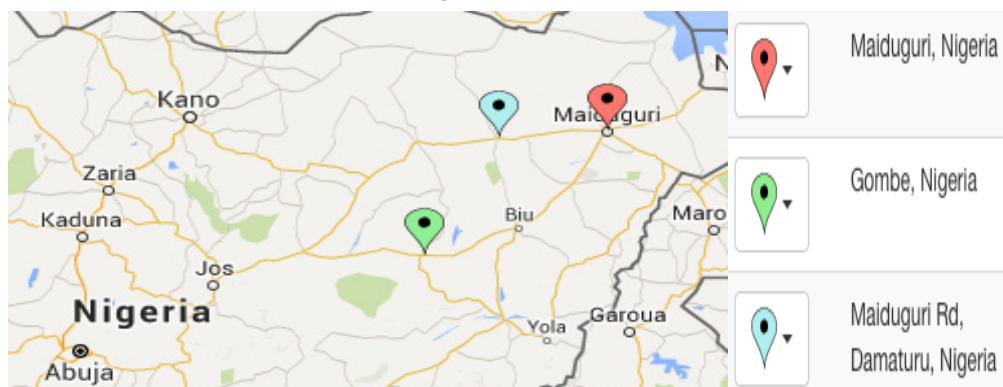 Kano
Maiduguri
Zaria
Kaduna
Biu
Maro
Jos
Nigeria
Yola
Garoua
Abuja
N
Maiduguri, Nigeria
Gombe, Nigeria
Maiduguri Rd,
Damaturu, Nigeria